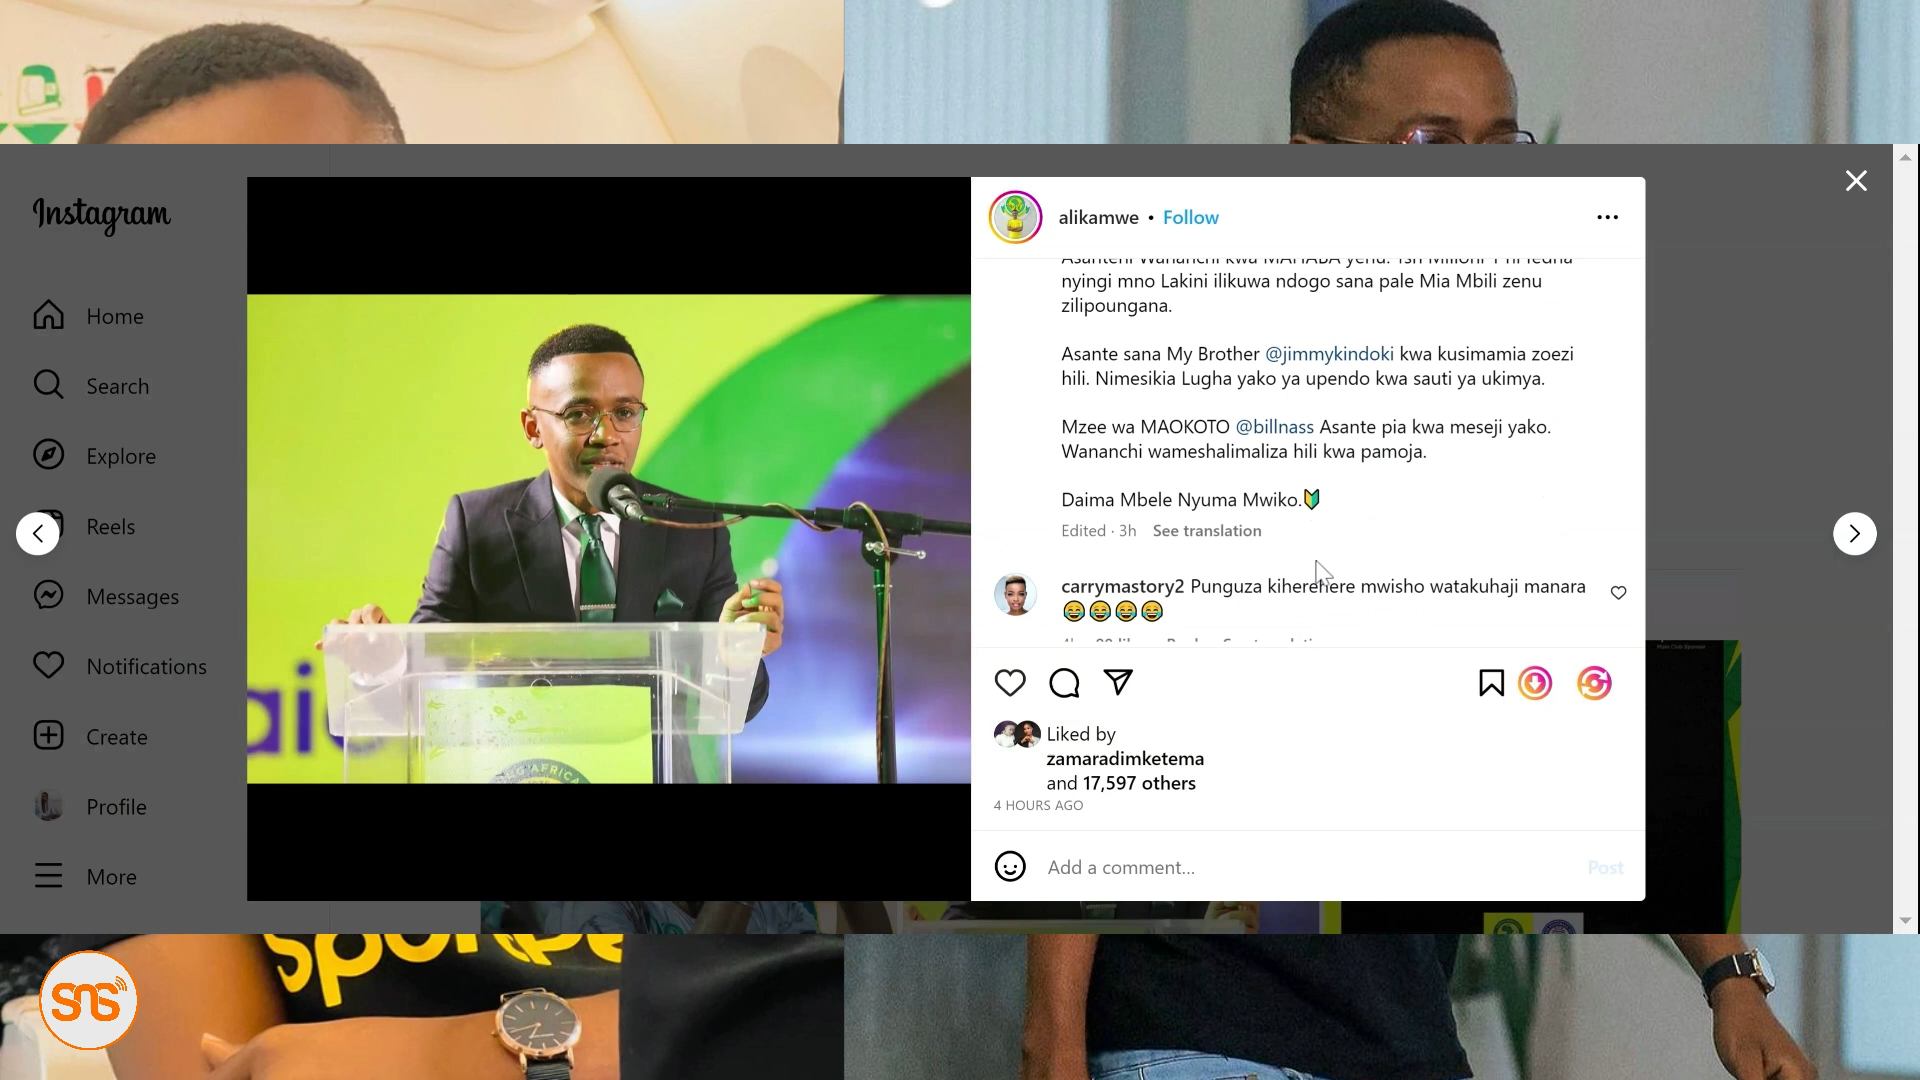 Instagram
Home
Search
Explore
Reels
Messages
Notifications
Create
Profile
More
alikamwe • Follow
nyingi mno Lakini ilikuwa ndogo sana pale Mia Mbili zenu
zilipoungana.
Asante sana My Brother @jimmykindoki kwa kusimamia zoezi
hili. Nimesikia Lugha yako ya upendo kwa sauti ya ukimya.
Mzee wa MAOKOTO @billnass Asante pia kwa meseji yako.
Wananchi wameshalimaliza hili kwa pamoja.
Daima Mbele Nyuma Mwiko.🔰
Edited · 3h See translation
carrymastory2 Punguza kiherehere mwisho watakuhaji manara
😂😂😂😂
Liked by
zamaradimketema
and 17,597 others
4 HOURS AGO
Add a comment...
Post
AFRICA
SNS